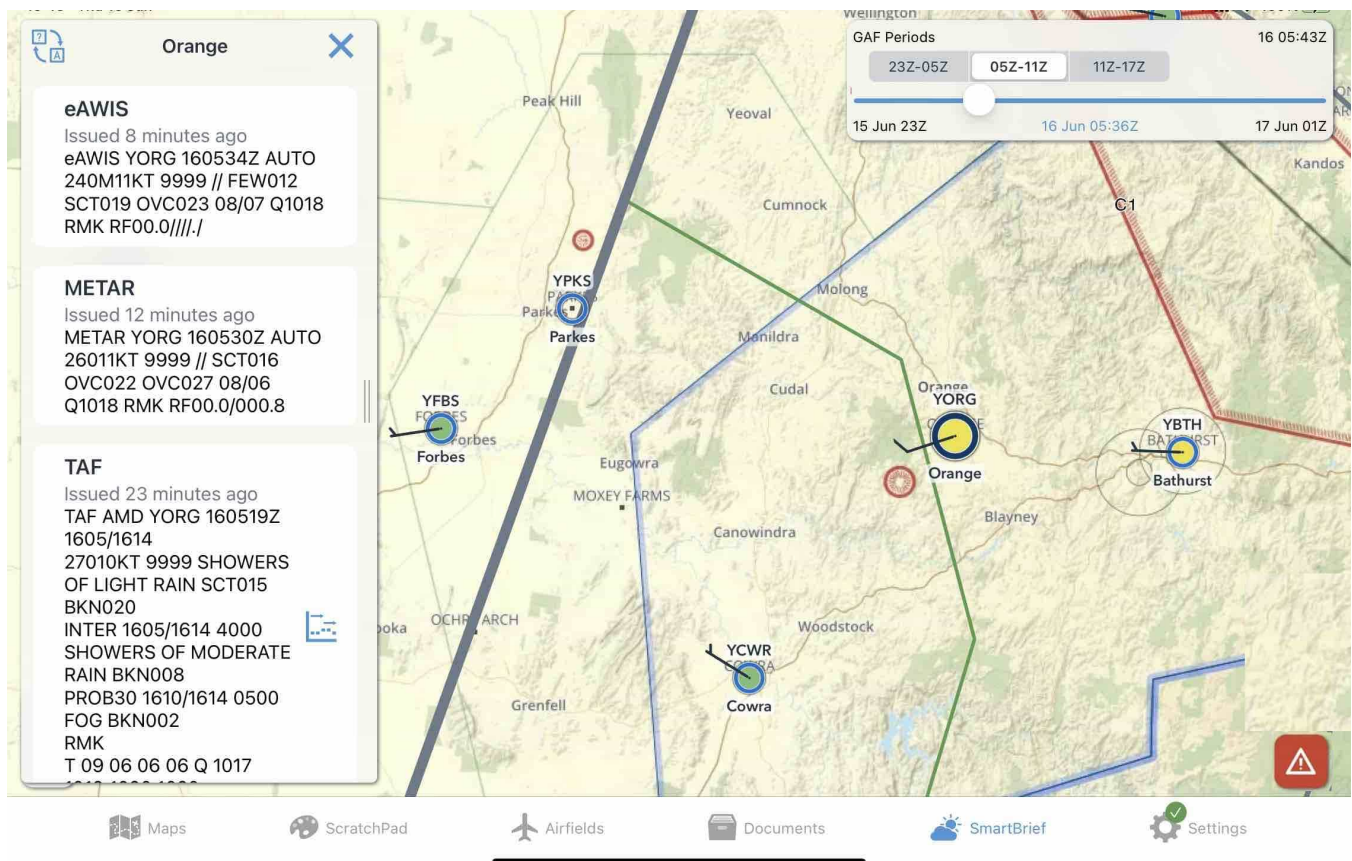 Orange
eAWIS
Issued 8 minutes ago
eAWIS YORG 160534Z AUTO
240M11KT 9999 // FEW012
SCT019 OVC023 08/07 Q1018
RMK RF00.0////./
METAR
Issued 12 minutes ago
METAR YORG 160530Z AUTO
26011KT 9999 // SCT016
OVC022 OVC027 08/06
Q1018 RMK RF00.0/000.8
TAF
Issued 23 minutes ago
TAF AMD YORG 160519Z
1605/1614
27010KT 9999 SHOWERS
OF LIGHT RAIN SCT015
BKN020
INTER 1605/1614 4000
SHOWERS OF MODERATE
RAIN BKN008
PROB30 1610/1614 0500
FOG BKN002
RMK
T 09 06 06 06 Q 1017
GAF Periods
16 05:43Z
23Z-05Z
05Z-11Z
11Z-17Z
15 Jun 23Z
16 Jun 05:36Z
17 Jun 01Z
Wellington
Peak Hill
Yeoval
Kandos
Cumnock
C1
YPKS
Parkes
Parkes
Molong
Manildra
Cudal
Orange
YORG
Orange
YFBS
FORBES
Forbes
Forbes
YBTH
BATHURST
Bathurst
Eugowra
MOXEY FARMS
Canowindra
Blayney
OCHRE ARCH
Woodstock
YCWR
COWRA
Cowra
Grenfell
Maps
ScratchPad
Airfields
Documents
SmartBrief
Settings